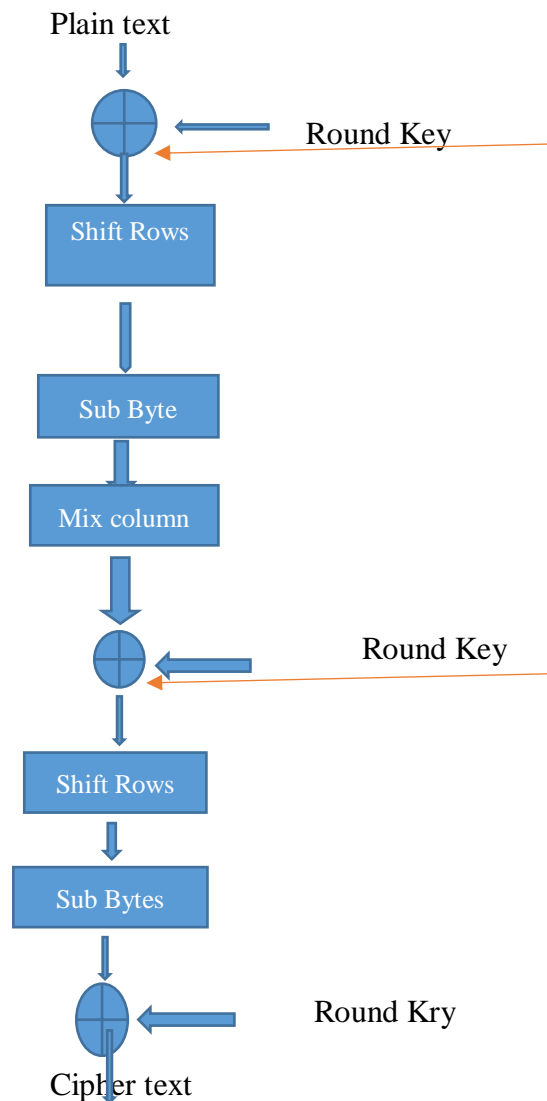 Plain text
Round Key
Shift Rows
Sub Byte
Mix column
Round Key
Shift Rows
Sub Bytes
Round Kry
Cipher text